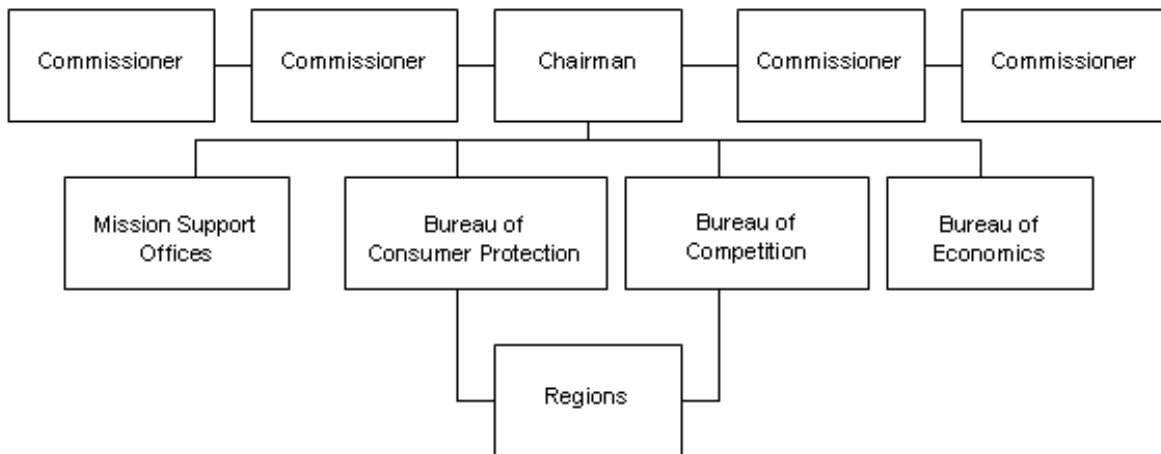 Commissioner
Commissioner
Chairman
Commissioner
Commissioner
Mission Support
Offices
Bureau of
Consumer Protection
Bureau of
Competition
Bureau of
Economics
Regions